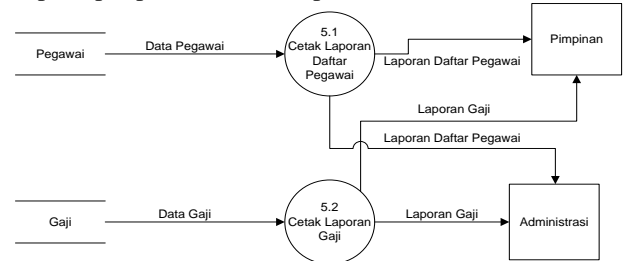 5.1
Cetak Laporan
Daftar
Pegawai
Pegawai
Data Pegawai
Laporan Daftar Pegawai
Pimpinan
Laporan Gaji
Laporan Daftar Pegawai
Gaji
Data Gaji
5.2
Cetak Laporan
Gaji
Laporan Gaji
Administrasi